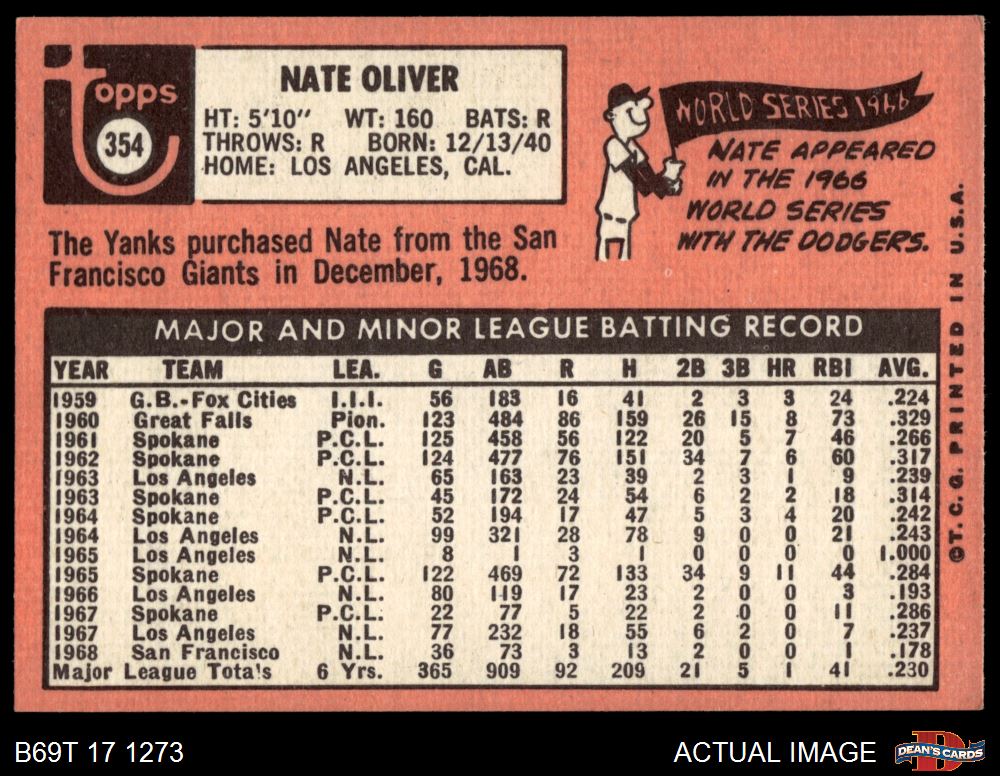 topps
354
NATE OLIVER
HT: 5'10" WT: 160 BATS: R
THROWS: R BORN: 12/13/40
HOME: LOS ANGELES, CAL.
WORLD SERIES 1966
NATE APPEARED
IN THE 1966
WORLD SERIES
WITH THE DODGERS.
The Yanks purchased Nate from the San
Francisco Giants in December, 1968.
MAJOR AND MINOR LEAGUE BATTING RECORD
YEAR TEAM LEA. G AB R H 2B 3B HR RBI AVG.
1959 G.B.-Fox Cities I.I.I. 56 183 16 41 2 3 3 24 .224
1960 Great Falls Pion. 123 484 86 159 26 15 8 73 .329
1961 Spokane P.C.L. 125 458 56 122 20 5 7 46 .266
1962 Spokane P.C.L. 124 477 76 151 34 7 6 60 .317
1963 Los Angeles N.L. 65 163 23 39 2 3 1 9 .239
1963 Spokane P.C.L. 45 172 24 54 6 2 2 18 .314
1964 Spokane P.C.L. 52 194 17 47 5 3 4 20 .242
1964 Los Angeles N.L. 99 321 28 78 9 0 0 21 .243
1965 Los Angeles N.L. 8 1 3 1 0 0 0 0 1.000
1965 Spokane P.C.L. 122 469 72 133 34 9 11 44 .284
1966 Los Angeles N.L. 80 119 17 23 2 0 0 3 .193
1967 Spokane P.C.L. 22 77 5 22 2 0 0 11 .286
1967 Los Angeles N.L. 77 232 18 55 6 2 0 7 .237
1968 San Francisco N.L. 36 73 3 13 2 0 0 1 .178
Major League Tota's 6 Yrs. 365 909 92 209 21 5 1 41 .230
©T. C. G. PRINTED IN U.S.A.
B69T 17 1273
ACTUAL IMAGE
DEAN'S CARDS